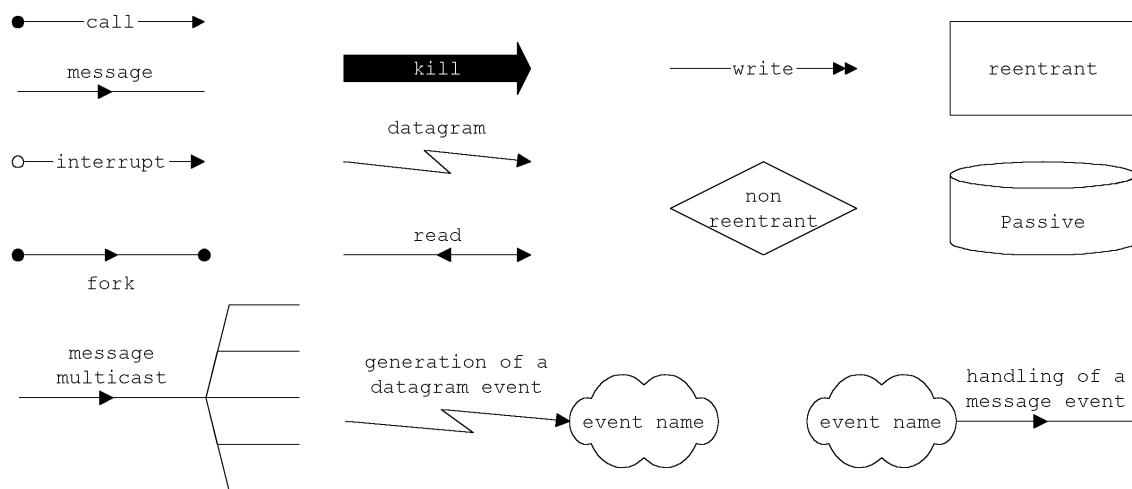 call
message
kill
write
reentrant
interrupt
datagram
non
reentrant
Passive
fork
read
message
multicast
generation of a
datagram event
event name
event name
handling of a
message event